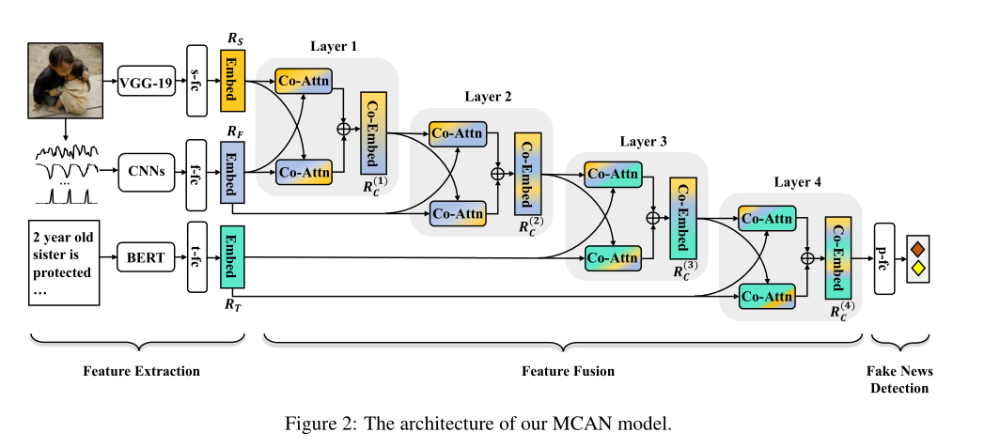 R_S
Layer 1
VGG-19
s-fc
Embed
Co-Attn
Co-Attn
Co-Embed
R_C^(1)
Layer 2
R_F
CNNs
f-fc
Embed
Co-Attn
Co-Attn
Co-Embed
R_C^(2)
Layer 3
...
2 year old
sister is
protected
...
BERT
t-fc
Embed
R_T
Co-Attn
Co-Attn
Co-Embed
R_C^(3)
Layer 4
Co-Attn
Co-Attn
Co-Embed
R_C^(4)
p-fc
Feature Extraction
Feature Fusion
Fake News
Detection
Figure 2: The architecture of our MCAN model.